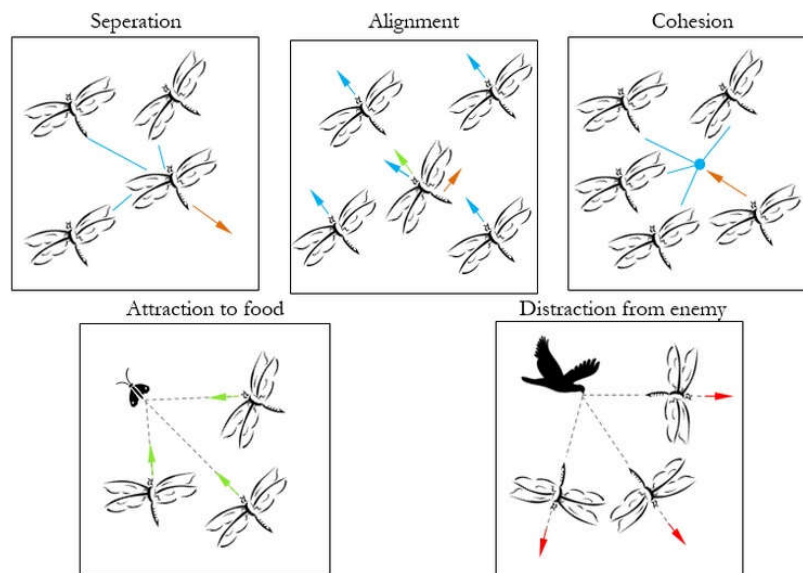 Seperation
Alignment
Cohesion
Attraction to food
Distraction from enemy